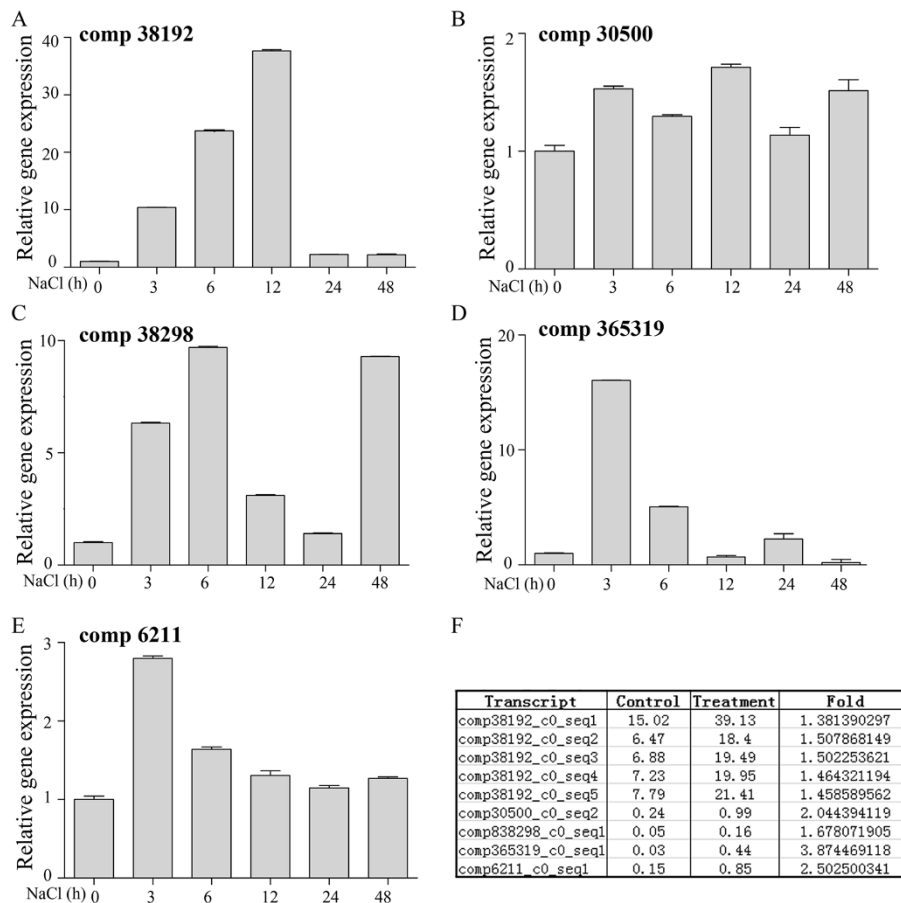 A
comp 38192
Relative gene expression
40
30
20
10
0
NaCl (h) 0 3 6 12 24 48
B
comp 30500
Relative gene expression
2
1
0
NaCl (h) 0 3 6 12 24 48
C
comp 38298
Relative gene expression
10
5
0
NaCl (h) 0 3 6 12 24 48
D
comp 365319
Relative gene expression
20
10
0
NaCl (h) 0 3 6 12 24 48
E
comp 6211
Relative gene expression
3
2
1
0
NaCl (h) 0 3 6 12 24 48
F
Transcript Control Treatment Fold
comp38192_c0_seq1 15.02 39.13 1.381390297
comp38192_c0_seq2 6.47 18.4 1.507868149
comp38192_c0_seq3 6.88 19.49 1.502253621
comp38192_c0_seq4 7.23 19.95 1.464321194
comp38192_c0_seq5 7.79 21.41 1.458589562
comp30500_c0_seq2 0.24 0.99 2.044394119
comp838298_c0_seq1 0.05 0.16 1.678071905
comp365319_c0_seq1 0.03 0.44 3.874469118
comp6211_c0_seq1 0.15 0.85 2.502500341